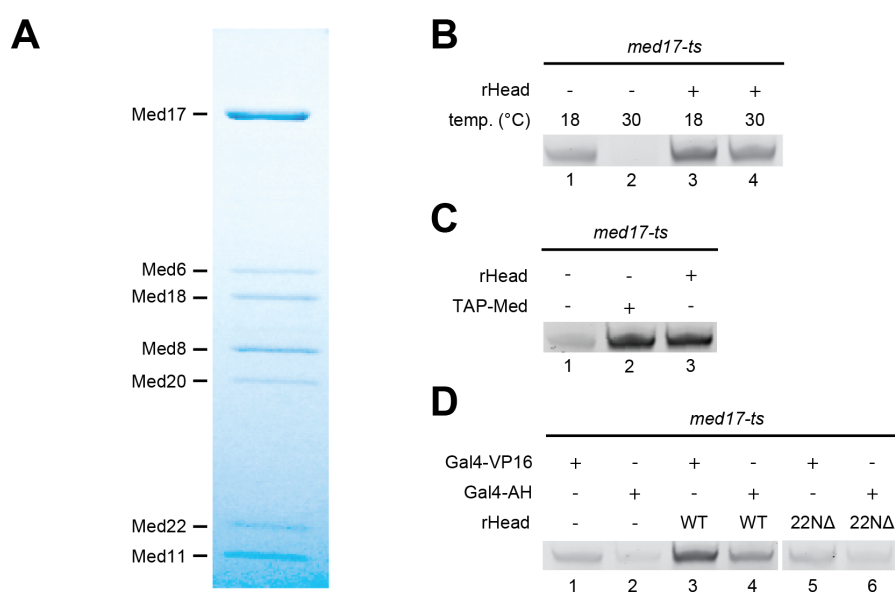 A
Med17
Med6
Med18
Med8
Med20
Med22
Med11
B
med17-ts
rHead - - + +
temp. (°C) 18 30 18 30
1 2 3 4
C
med17-ts
rHead - - +
TAP-Med - + -
1 2 3
D
med17-ts
Gal4-VP16 + - + - + -
Gal4-AH - + - + - +
rHead - - WT WT 22NΔ 22NΔ
1 2 3 4 5 6